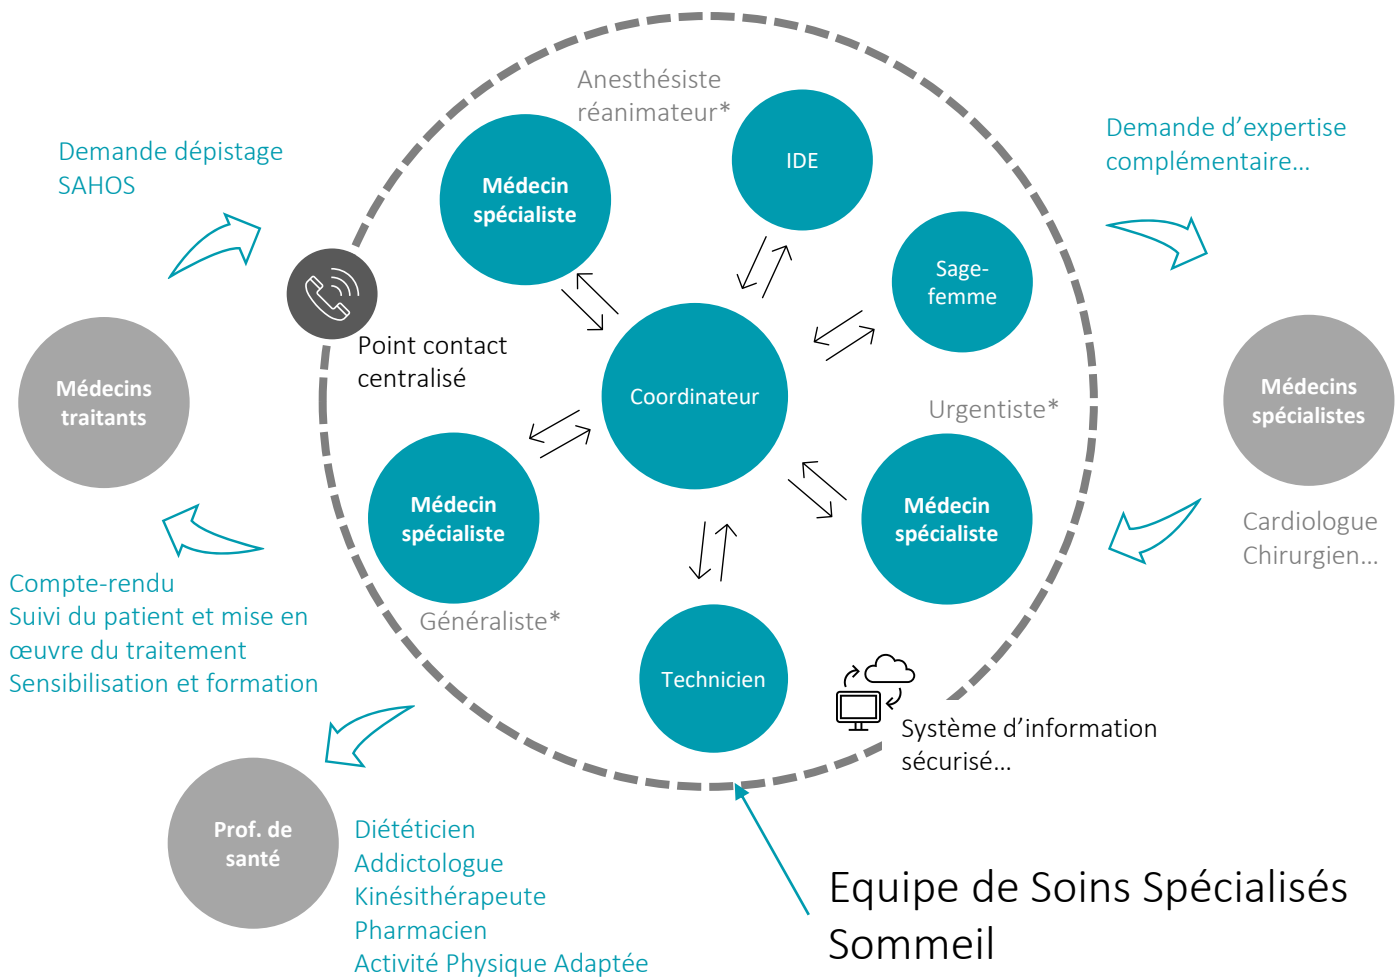 Anesthésiste
réanimateur*
Demande dépistage
SAHOS
Demande d’expertise
complémentaire…
Médecin
spécialiste
IDE
Sage-
femme
Point contact
centralisé
Médecins
traitants
Coordinateur
Médecins
spécialistes
Urgentiste*
Médecin
spécialiste
Médecin
spécialiste
Cardiologue
Chirurgien…
Compte-rendu
Suivi du patient et mise en
œuvre du traitement
Sensibilisation et formation
Généraliste*
Technicien
Système d’information
sécurisé…
Prof. de
santé
Diététicien
Addictologue
Kinésithérapeute
Pharmacien
Activité Physique Adaptée
Equipe de Soins Spécialisés
Sommeil